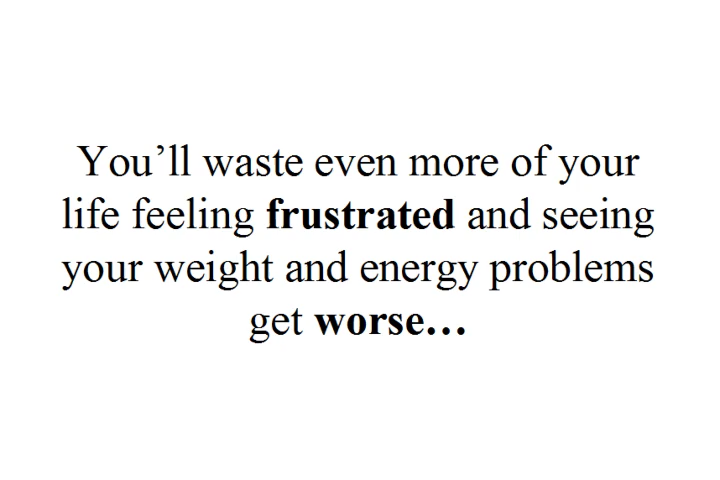 You’ll waste even more of your
life feeling frustrated and seeing
your weight and energy problems
get worse…